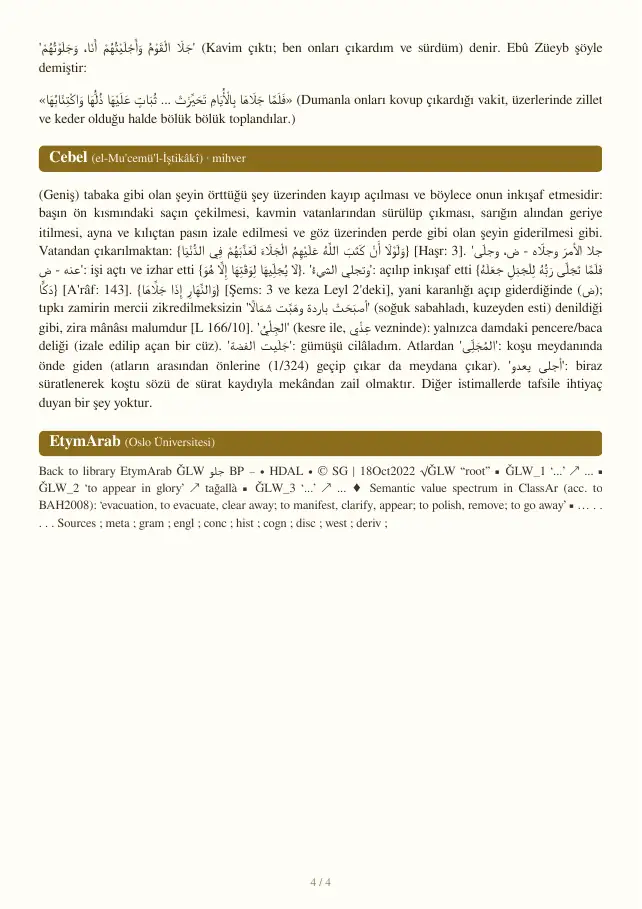 'جَلَا الْقَوْمُ وَأَجْلَيْتُهُمْ أَنَا، وَجَلَوْتُهُمْ' (Kavim çıktı; ben onları çıkardım ve sürdüm) denir. Ebû Züeyb şöyle
demiştir:
«فَلَمَّا جَلَاهَا بِالْأُيَامِ تَحَيَّزَتْ ... ثُبَاتٍ عَلَيْهَا ذُلُّهَا وَاكْتِئَابُهَا» (Dumanla onları kovup çıkardığı vakit, üzerlerinde zillet
ve keder olduğu halde bölük bölük toplandılar.)
Cebel (el-Mu'cemü'l-İştikâkî) · mihver
(Geniş) tabaka gibi olan şeyin örttüğü şey üzerinden kayıp açılması ve böylece onun inkışaf etmesidir:
başın ön kısmındaki saçın çekilmesi, kavmin vatanlarından sürülüp çıkması, sarığın alından geriye
itilmesi, ayna ve kılıçtan pasın izale edilmesi ve göz üzerinden perde gibi olan şeyin giderilmesi gibi.
Vatandan çıkarılmaktan: {وَلَوْلَا أَنْ كَتَبَ اللَّهُ عَلَيْهِمُ الْجَلَاءَ لَعَذَّبَهُمْ فِي الدُّنْيَا} [Haşr: 3]. 'جلا الأمرَ وجلّاه - ض، وجلّى
عنه - ض': işi açtı ve izhar etti {لَا يُجَلِّيهَا لِوَقْتِهَا إِلَّا هُوَ}. 'وتجلي الشيءُ': açılıp inkışaf etti {فَلَمَّا تَجَلَّى رَبُّهُ لِلْجَبَلِ جَعَلَهُ
دَكًّا} [A'râf: 143]. {وَالنَّهَارِ إِذَا جَلَّاهَا} [Şems: 3 ve keza Leyl 2'deki], yani karanlığı açıp giderdiğinde (ض);
tıpkı zamirin mercii zikredilmeksizin 'أصبَحَتْ باردة وهَبَّت شَمَالًا' (soğuk sabahladı, kuzeyden esti) denildiği
gibi, zira mânâsı malumdur [L 166/10]. 'الجِلْيُ' (kesre ile, عِذْي vezninde): yalnızca damdaki pencere/baca
deliği (izale edilip açan bir cüz). 'جَلَيت الفضة': gümüşü cilâladım. Atlardan 'المُجَلِّى': koşu meydanında
önde giden (atların arasından önlerine (1/324) geçip çıkar da meydana çıkar). 'أجلى يعدو': biraz
süratlenerek koştu sözü de sürat kaydıyla mekândan zail olmaktır. Diğer istimallerde tafsile ihtiyaç
duyan bir şey yoktur.
EtymArab (Oslo Üniversitesi)
Back to library EtymArab ĞLW جلو BP – • HDAL • © SG | 18Oct2022 √ĞLW “root” ▪ ĞLW_1 ‘...’ ↗ ... ▪
ĞLW_2 ‘to appear in glory’ ↗ taǧallà ▪ ĞLW_3 ‘...’ ↗ ... ♦ Semantic value spectrum in ClassAr (acc. to
BAH2008): ‘evacuation, to evacuate, clear away; to manifest, clarify, appear; to polish, remove; to go away’ ▪ … . .
. . . Sources ; meta ; gram ; engl ; conc ; hist ; cogn ; disc ; west ; deriv ;
4 / 4